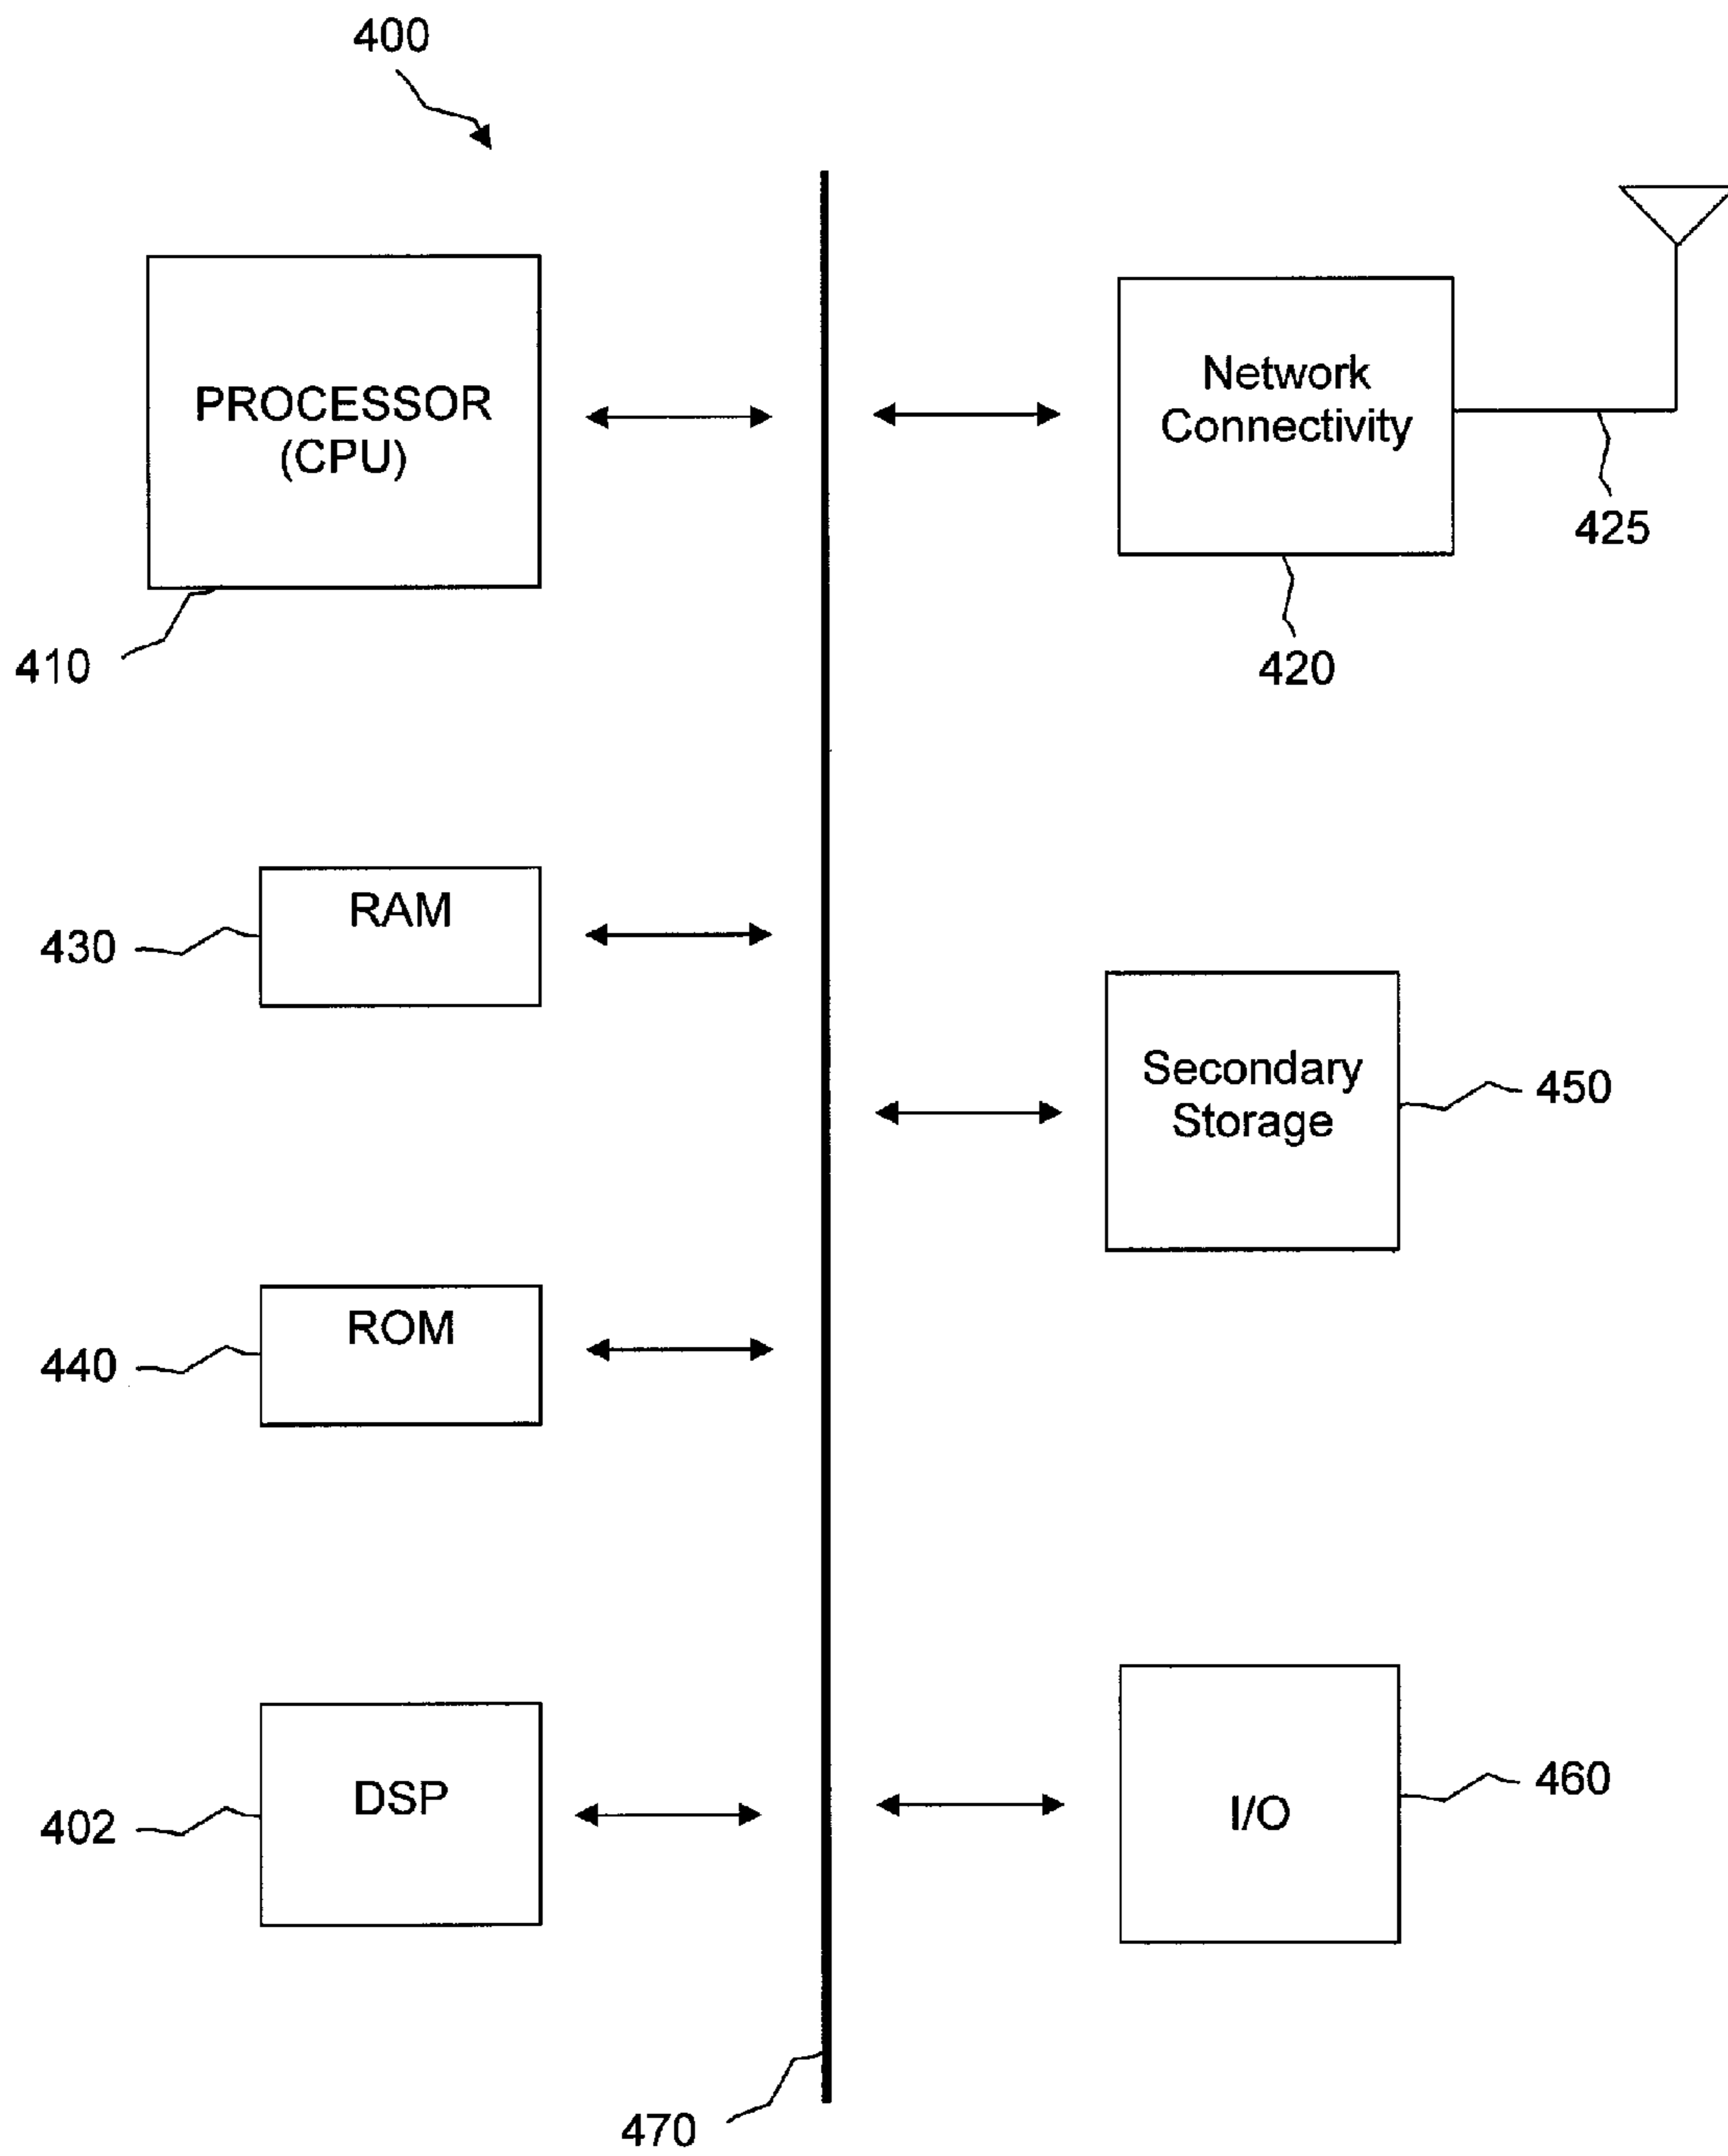 400
PROCESSOR
(CPU)
410
Network
Connectivity
425
420
RAM
430
Secondary
Storage
450
ROM
440
DSP
402
I/O
460
470